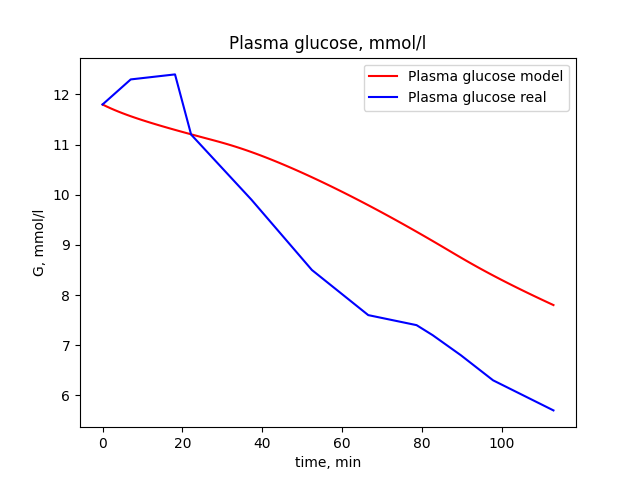 Plasma glucose, mmol/l
Plasma glucose model
Plasma glucose real
G, mmol/l
12
11
10
9
8
7
6
0 20 40 60 80 100
time, min